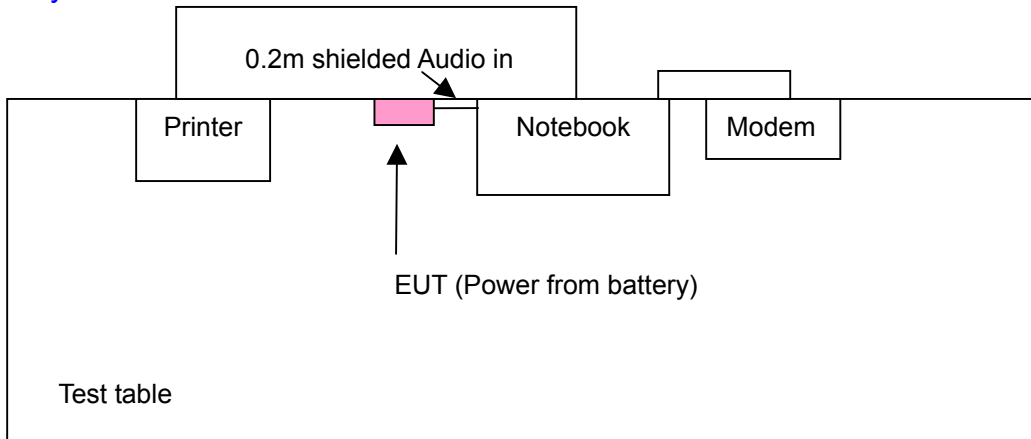 0.2m shielded Audio in
Printer
Notebook
Modem
EUT (Power from battery)
Test table